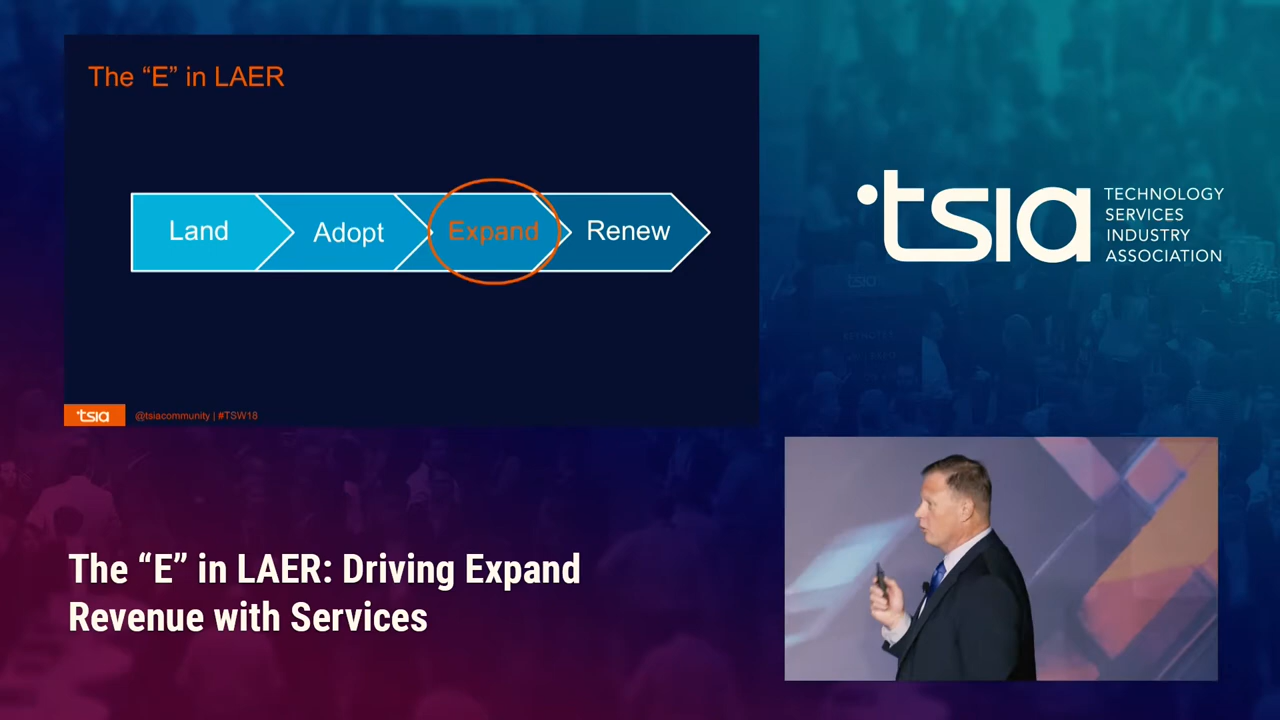 The “E” in LAER
Land
Adopt
Expand
Renew
tsia
@tsiacommunity | #TSW18
tsia
TECHNOLOGY
SERVICES
INDUSTRY
ASSOCIATION
The “E” in LAER: Driving Expand
Revenue with Services